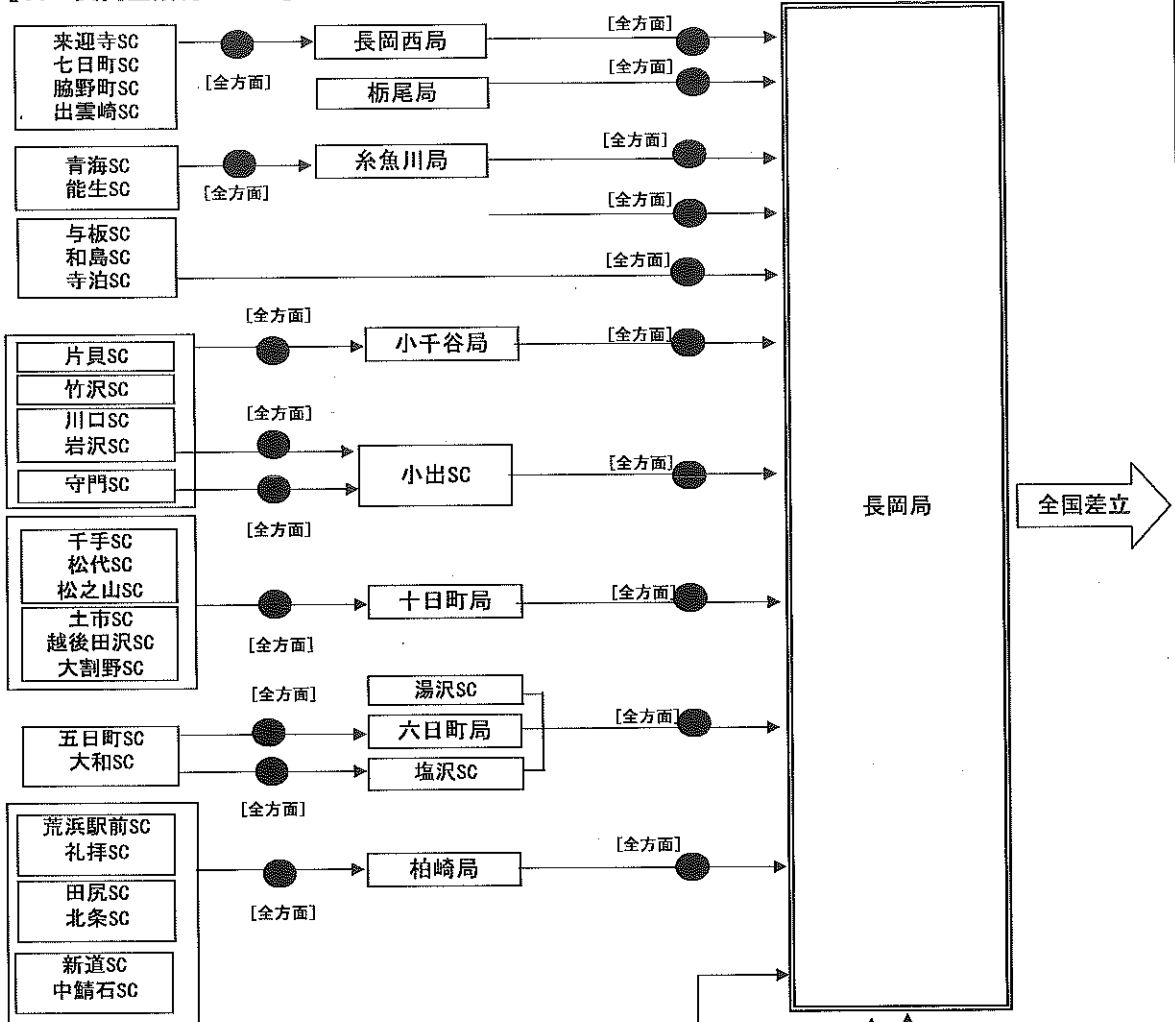 来迎寺SC
七日町SC
脇野町SC
出雲崎SC
[全方面]
長岡西局
[全方面]
栃尾局
[全方面]
青海SC
能生SC
[全方面]
糸魚川局
[全方面]
[全方面]
与板SC
和島SC
寺泊SC
[全方面]
片貝SC
竹沢SC
川口SC
岩沢SC
守門SC
[全方面]
小千谷局
[全方面]
[全方面]
[全方面]
小出SC
[全方面]
千手SC
松代SC
松之山SC
土市SC
越後田沢SC
大割野SC
[全方面]
十日町局
[全方面]
五日町SC
大和SC
[全方面]
[全方面]
湯沢SC
六日町局
塩沢SC
[全方面]
荒浜駅前SC
礼拝SC
田尻SC
北条SC
新道SC
中鯖石SC
[全方面]
柏崎局
[全方面]
長岡局
全国差立